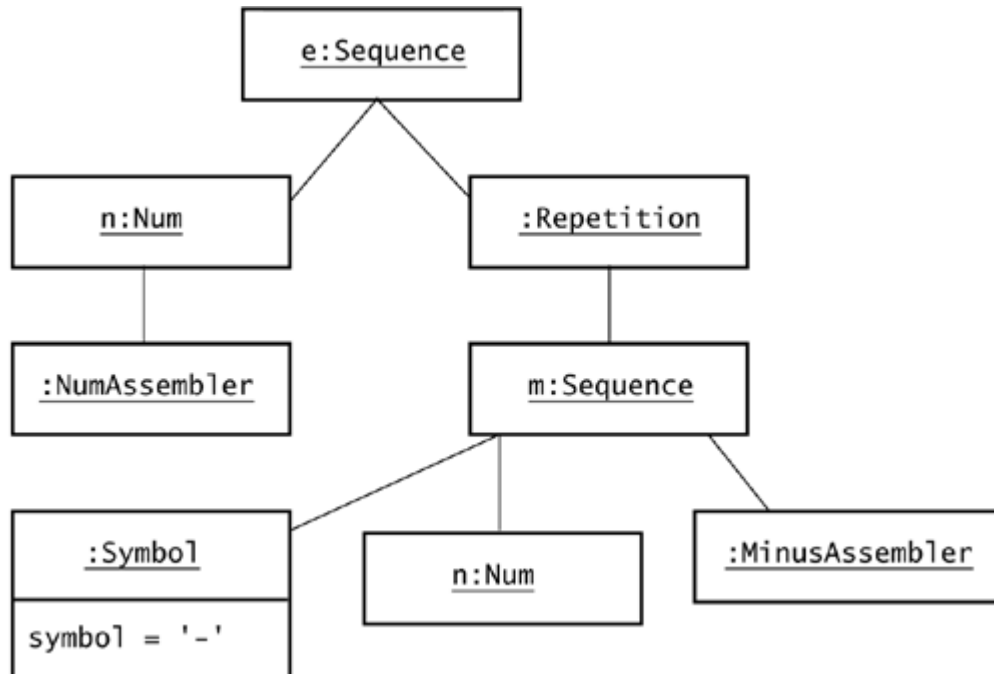 e:Sequence
n:Num
:Repetition
:NumAssembler
m:Sequence
:Symbol
symbol = '-'
n:Num
:MinusAssembler